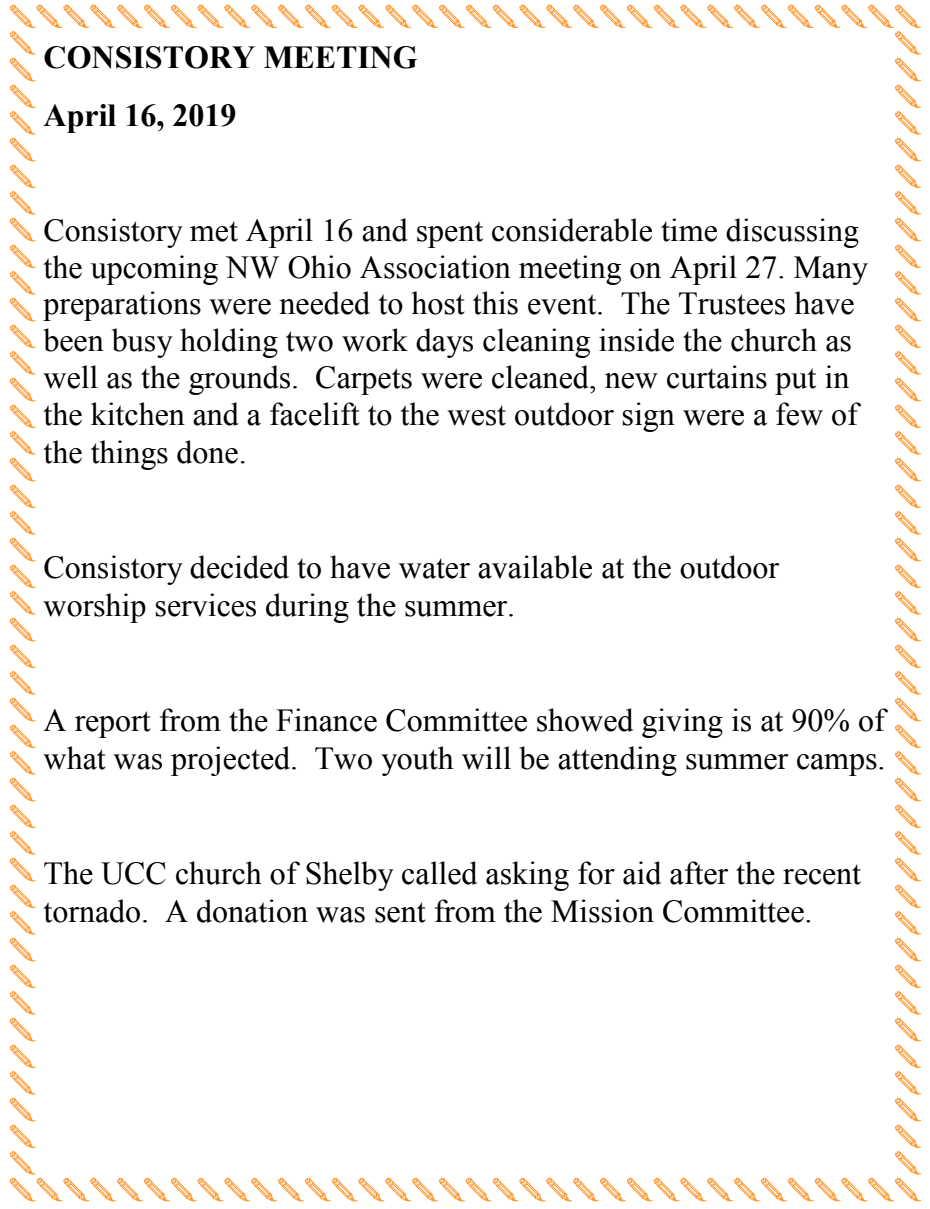 CONSISTORY MEETING
April 16, 2019
Consistory met April 16 and spent considerable time discussing
the upcoming NW Ohio Association meeting on April 27. Many
preparations were needed to host this event.  The Trustees have
been busy holding two work days cleaning inside the church as
well as the grounds.  Carpets were cleaned, new curtains put in
the kitchen and a facelift to the west outdoor sign were a few of
the things done.
Consistory decided to have water available at the outdoor
worship services during the summer.
A report from the Finance Committee showed giving is at 90% of
what was projected.  Two youth will be attending summer camps.
The UCC church of Shelby called asking for aid after the recent
tornado.  A donation was sent from the Mission Committee.